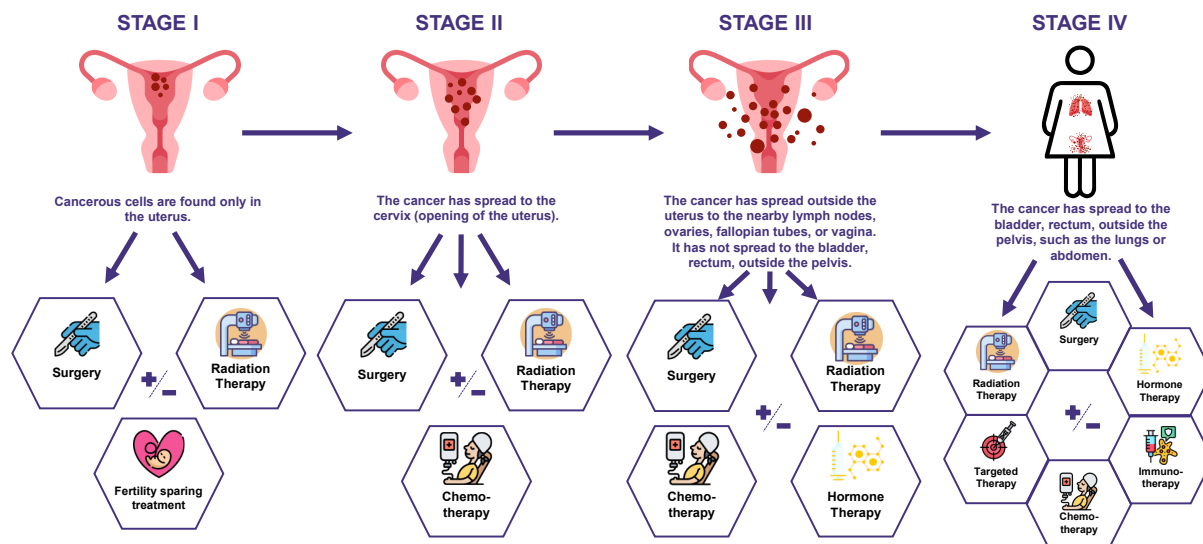 STAGE I
STAGE II
STAGE III
STAGE IV
Cancerous cells are found only in
the uterus.
The cancer has spread to the
cervix (opening of the uterus).
The cancer has spread outside the
uterus to the nearby lymph nodes,
ovaries, fallopian tubes, or vagina.
It has not spread to the bladder,
rectum, outside the pelvis.
The cancer has spread to the
bladder, rectum, outside the
pelvis, such as the lungs or
abdomen.
Surgery
+/−
Radiation
Therapy
Fertility sparing
treatment
Surgery
+/−
Radiation
Therapy
Chemo-
therapy
Surgery
Radiation
Therapy
+/−
Chemo-
therapy
Hormone
Therapy
Surgery
Radiation
Therapy
Hormone
Therapy
+/−
Targeted
Therapy
Immuno-
therapy
Chemo-
therapy